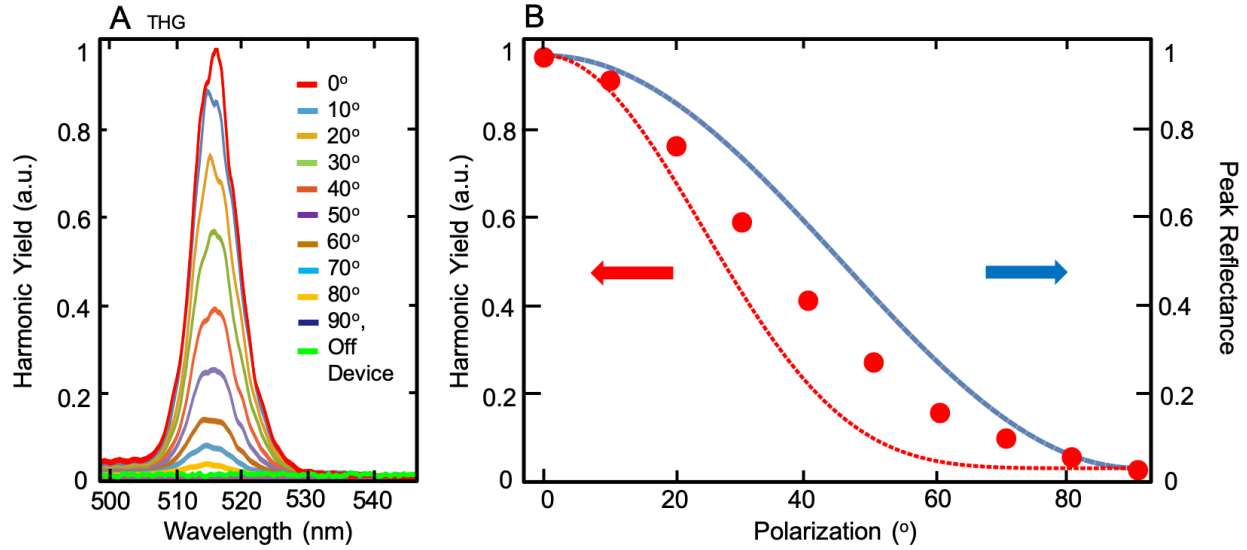 A THG
Harmonic Yield (a.u.)
1
0.8
0.6
0.4
0.2
0
500 510 520 530 540
Wavelength (nm)
0º
10º
20º
30º
40º
50º
60º
70º
80º
90º,
Off
Device
B
Harmonic Yield (a.u.)
1
0.8
0.6
0.4
0.2
0
0 20 40 60 80
Polarization (º)
1
0.8
0.6
0.4
0.2
0
Peak Reflectance